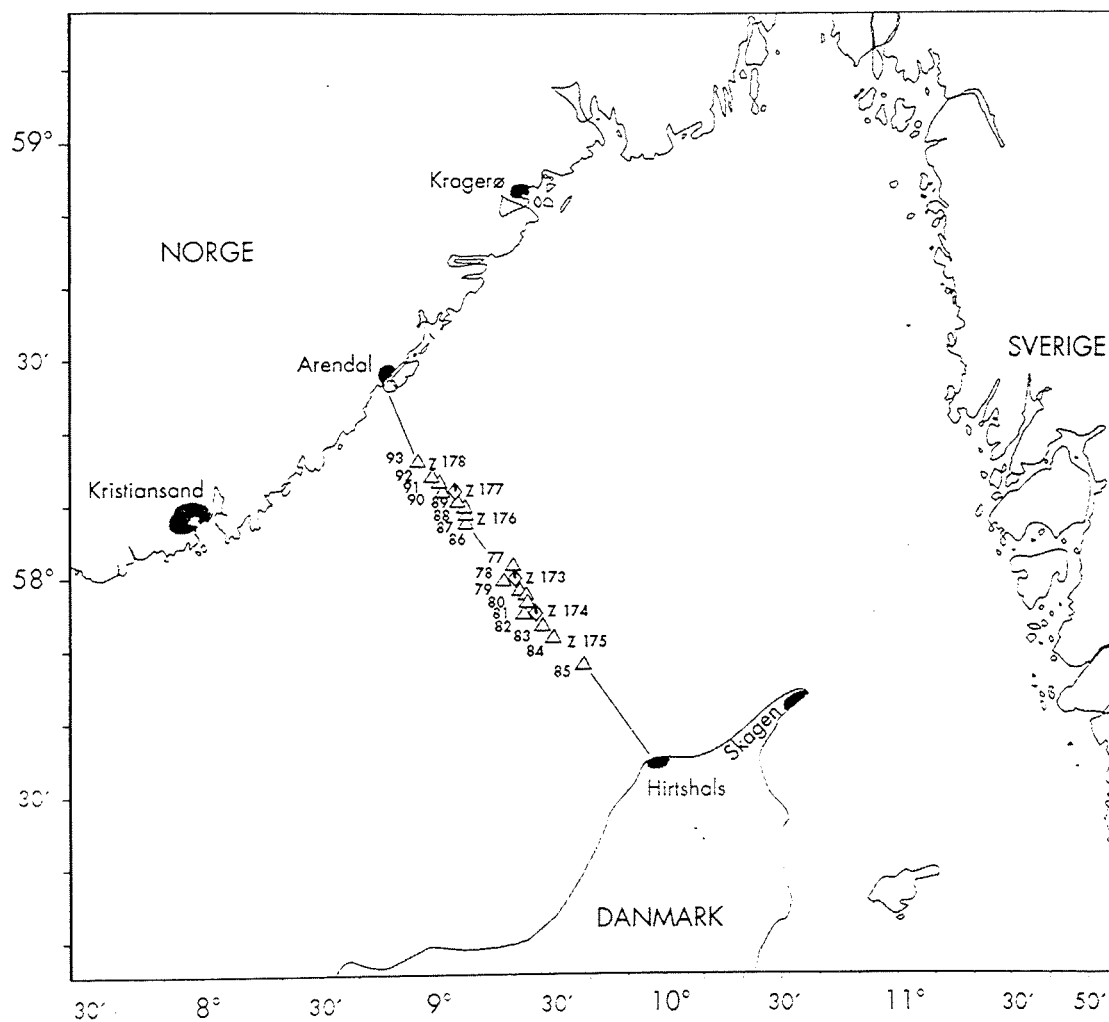 59°
Kragerø
NORGE
Arendal
30′
SVERIGE
93
Z 178
92
91
Z 177
90
89
88
Z 176
87
86
Kristiansand
77
58°
78
Z 173
79
80
Z 174
81
82
83
Z 175
84
85
Skagen
30′
Hirtshals
DANMARK
30′ 8° 30′ 9° 30′ 10° 30′ 11° 30′ 50′